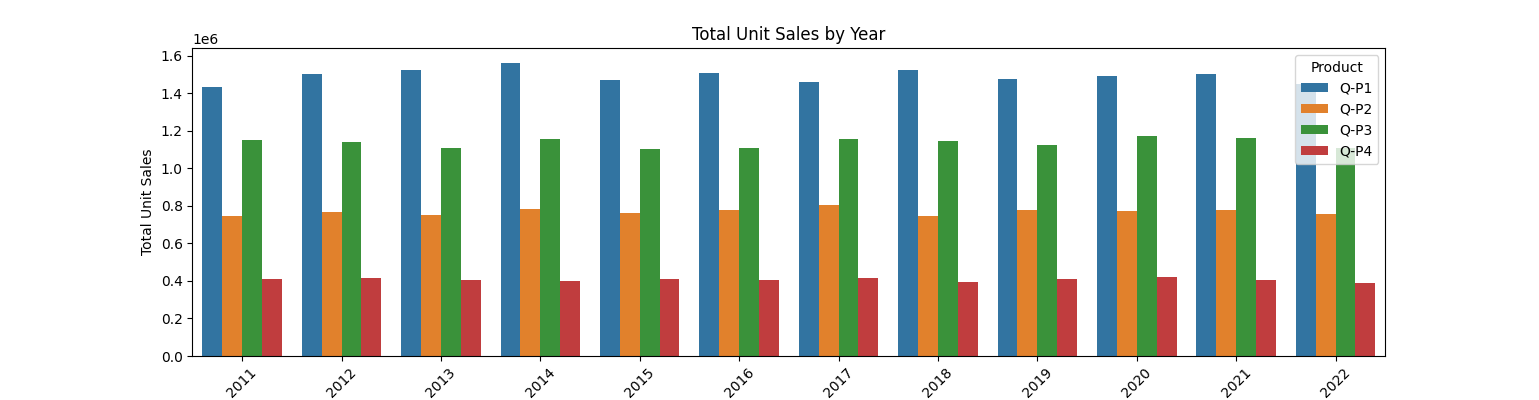 Total Unit Sales by Year
1e6
1.6
1.4
1.2
1.0
0.8
0.6
0.4
0.2
0.0
Total Unit Sales
Product
Q-P1
Q-P2
Q-P3
Q-P4
2011
2012
2013
2014
2015
2016
2017
2018
2019
2020
2021
2022